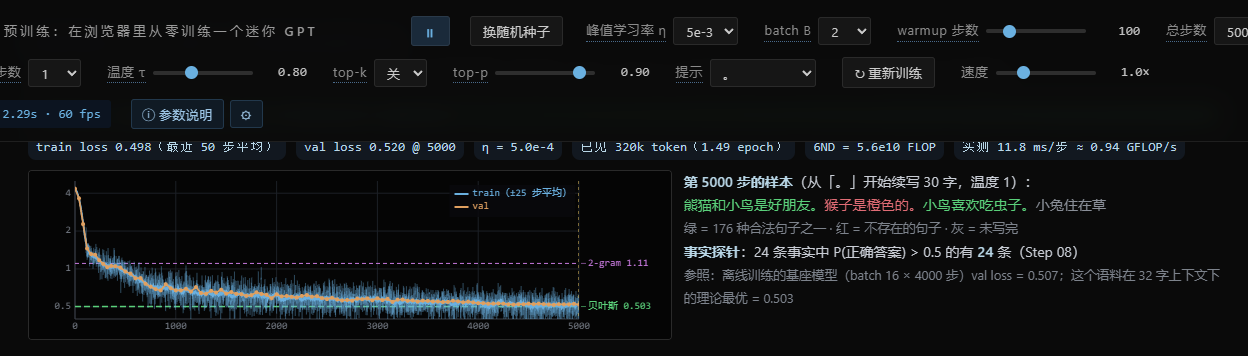 预训练：在浏览器里从零训练一个迷你 GPT ⏸ 换随机种子 峰值学习率 η 5e-3 batch B 2 warmup 步数 100 总步数 500
步数 1 温度 τ 0.80 top-k 关 top-p 0.90 提示 。 ↻ 重新训练 速度 1.0x
2.29s · 60 fps ⓘ 参数说明 ⚙
train loss 0.498（最近 50 步平均） val loss 0.520 @ 5000 η = 5.0e-4 已见 320k token（1.49 epoch） 6ND = 5.6e10 FLOP 实测 11.8 ms/步 ≈ 0.94 GFLOP/s
4
2
1
0.5
train（±25 步平均）
val
2-gram 1.11
贝叶斯 0.503
0 1000 2000 3000 4000 5000
第 5000 步的样本（从「。」开始续写 30 字，温度 1）：
熊猫和小鸟是好朋友。猴子是橙色的。小鸟喜欢吃虫子。小兔住在草
绿 = 176 种合法句子之一 · 红 = 不存在的句子 · 灰 = 未写完
事实探针：24 条事实中 P(正确答案) > 0.5 的有 24 条（Step 08）
参照：离线训练的基座模型（batch 16 × 4000 步）val loss = 0.507；这个语料在 32 字上下文下
的理论最优 = 0.503